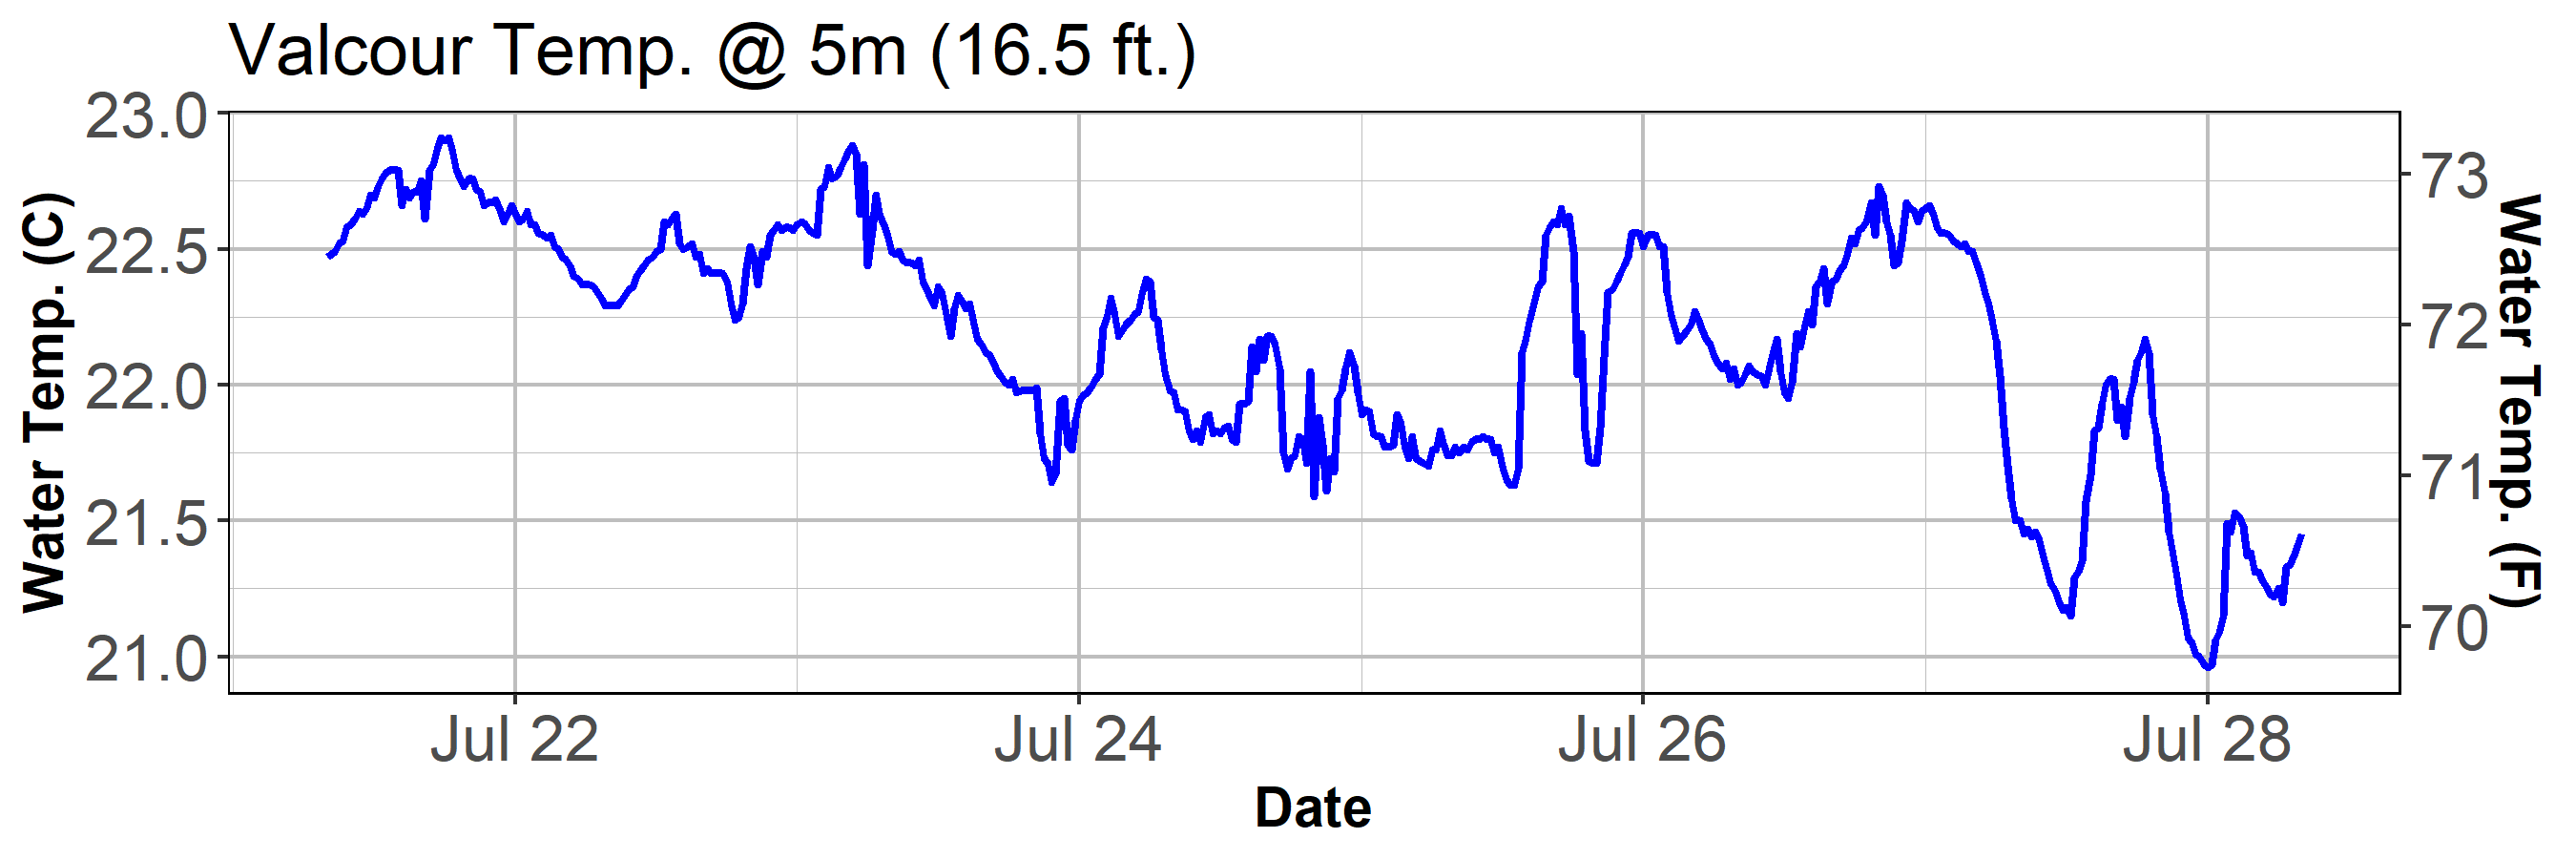 Valcour Temp. @ 5m (16.5 ft.)
23.0
22.5
22.0
21.5
21.0
Water Temp. (C)
73
72
71
70
Water Temp. (F)
Jul 22
Jul 24
Jul 26
Jul 28
Date